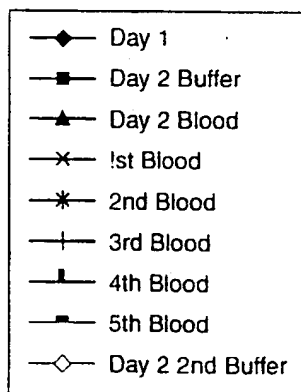 Day 1
Day 2 Buffer
Day 2 Blood
!st Blood
2nd Blood
3rd Blood
4th Blood
5th Blood
Day 2 2nd Buffer